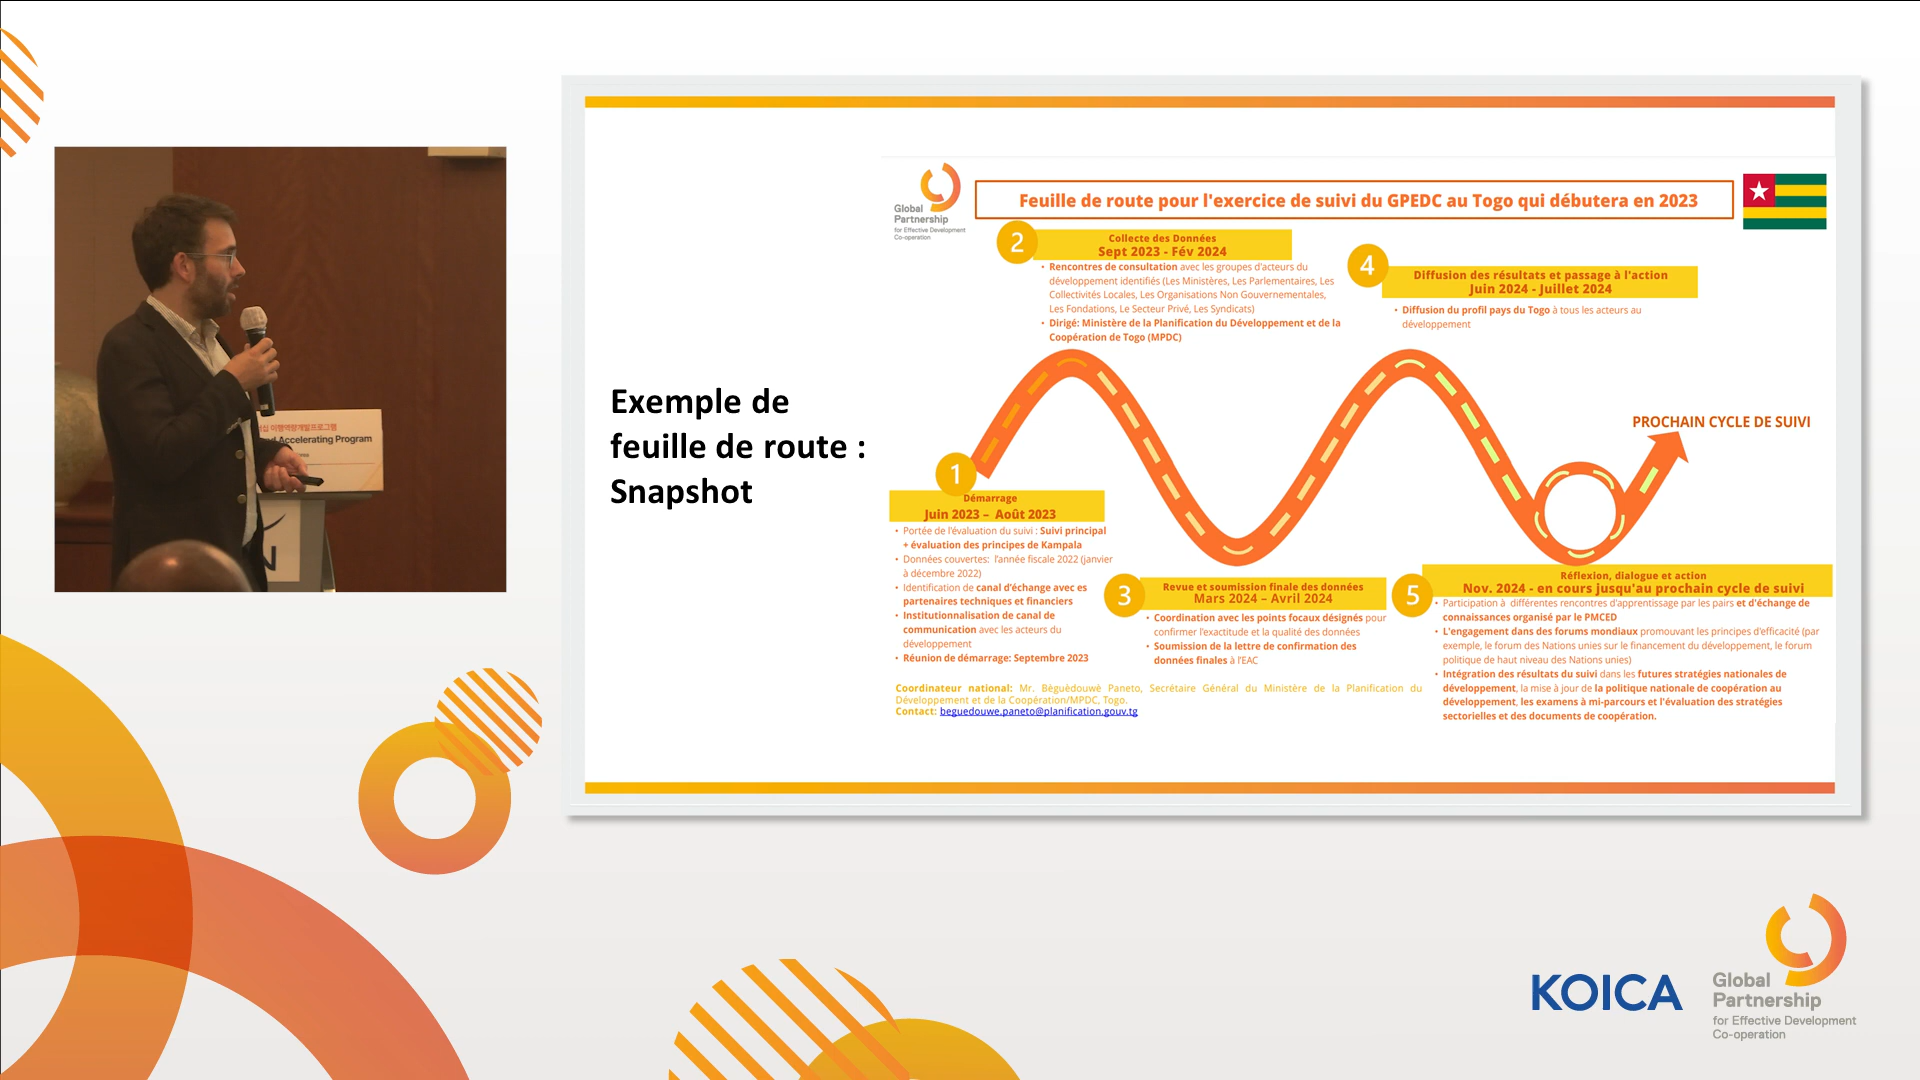 Exemple de
feuille de route :
Snapshot
Global
Partnership
for Effective Development
Co-operation
Feuille de route pour l'exercice de suivi du GPEDC au Togo qui débutera en 2023
1
Démarrage
Juin 2023 – Août 2023
• Portée de l'évaluation du suivi : Suivi principal
+ évaluation des principes de Kampala
• Données couvertes: l'année fiscale 2022 (janvier
à décembre 2022)
• Identification de canal d'échange avec es
partenaires techniques et financiers
• Institutionnalisation de canal de
communication avec les acteurs du
développement
• Réunion de démarrage: Septembre 2023
2
Collecte des Données
Sept 2023 - Fév 2024
• Rencontres de consultation avec les groupes d'acteurs du
développement identifiés (Les Ministères, Les Parlementaires, Les
Collectivités Locales, Les Organisations Non Gouvernementales,
Les Fondations, Le Secteur Privé, Les Syndicats)
• Dirigé: Ministère de la Planification du Développement et de la
Coopération de Togo (MPDC)
3
Revue et soumission finale des données
Mars 2024 – Avril 2024
• Coordination avec les points focaux désignés pour
confirmer l'exactitude et la qualité des données
• Soumission de la lettre de confirmation des
données finales à l'EAC
4
Diffusion des résultats et passage à l'action
Juin 2024 - Juillet 2024
• Diffusion du profil pays du Togo à tous les acteurs au
développement
PROCHAIN CYCLE DE SUIVI
5
Réflexion, dialogue et action
Nov. 2024 - en cours jusqu'au prochain cycle de suivi
• Participation à différentes rencontres d'apprentissage par les pairs et d'échange de
connaissances organisé par le PMCED
• L'engagement dans des forums mondiaux promouvant les principes d'efficacité (par
exemple, le forum des Nations unies sur le financement du développement, le forum
politique de haut niveau des Nations unies)
• Intégration des résultats du suivi dans les futures stratégies nationales de
développement, la mise à jour de la politique nationale de coopération au
développement, les examens à mi-parcours et l'évaluation des stratégies
sectorielles et des documents de coopération.
Coordinateur national: Mr. Bèguèdouwè Paneto, Secrétaire Général du Ministère de la Planification du
Développement et de la Coopération/MPDC, Togo.
Contact: beguedouwe.paneto@planification.gouv.tg
이행역량개발프로그램
Accelerating Program
N
KOICA
Global
Partnership
for Effective Development
Co-operation